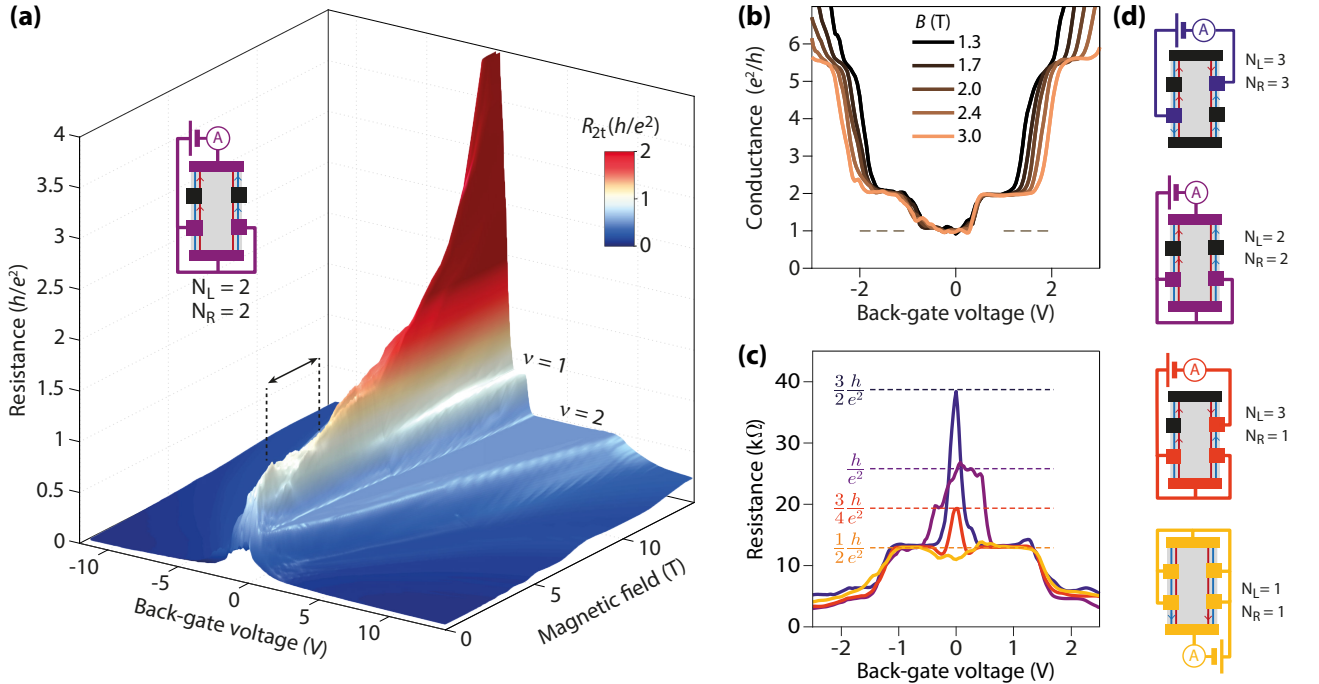 (a)
4
3.5
3
2.5
2
1.5
1
0.5
0
Resistance (h/e²)
A
N_L = 2
N_R = 2
R_2t (h/e²)
2
1
0
ν = 1
ν = 2
-10
-5
0
5
10
Back-gate voltage (V)
0
5
10
Magnetic field (T)
(b)
B (T)
1.3
1.7
2.0
2.4
3.0
6
5
4
3
2
1
0
Conductance (e²/h)
-2
0
2
Back-gate voltage (V)
(c)
40
30
20
10
0
Resistance (kΩ)
3/2 h/e²
h/e²
3/4 h/e²
1/2 h/e²
-2
-1
0
1
2
Back-gate voltage (V)
(d)
A
N_L = 3
N_R = 3
A
N_L = 2
N_R = 2
A
N_L = 3
N_R = 1
N_L = 1
N_R = 1
A